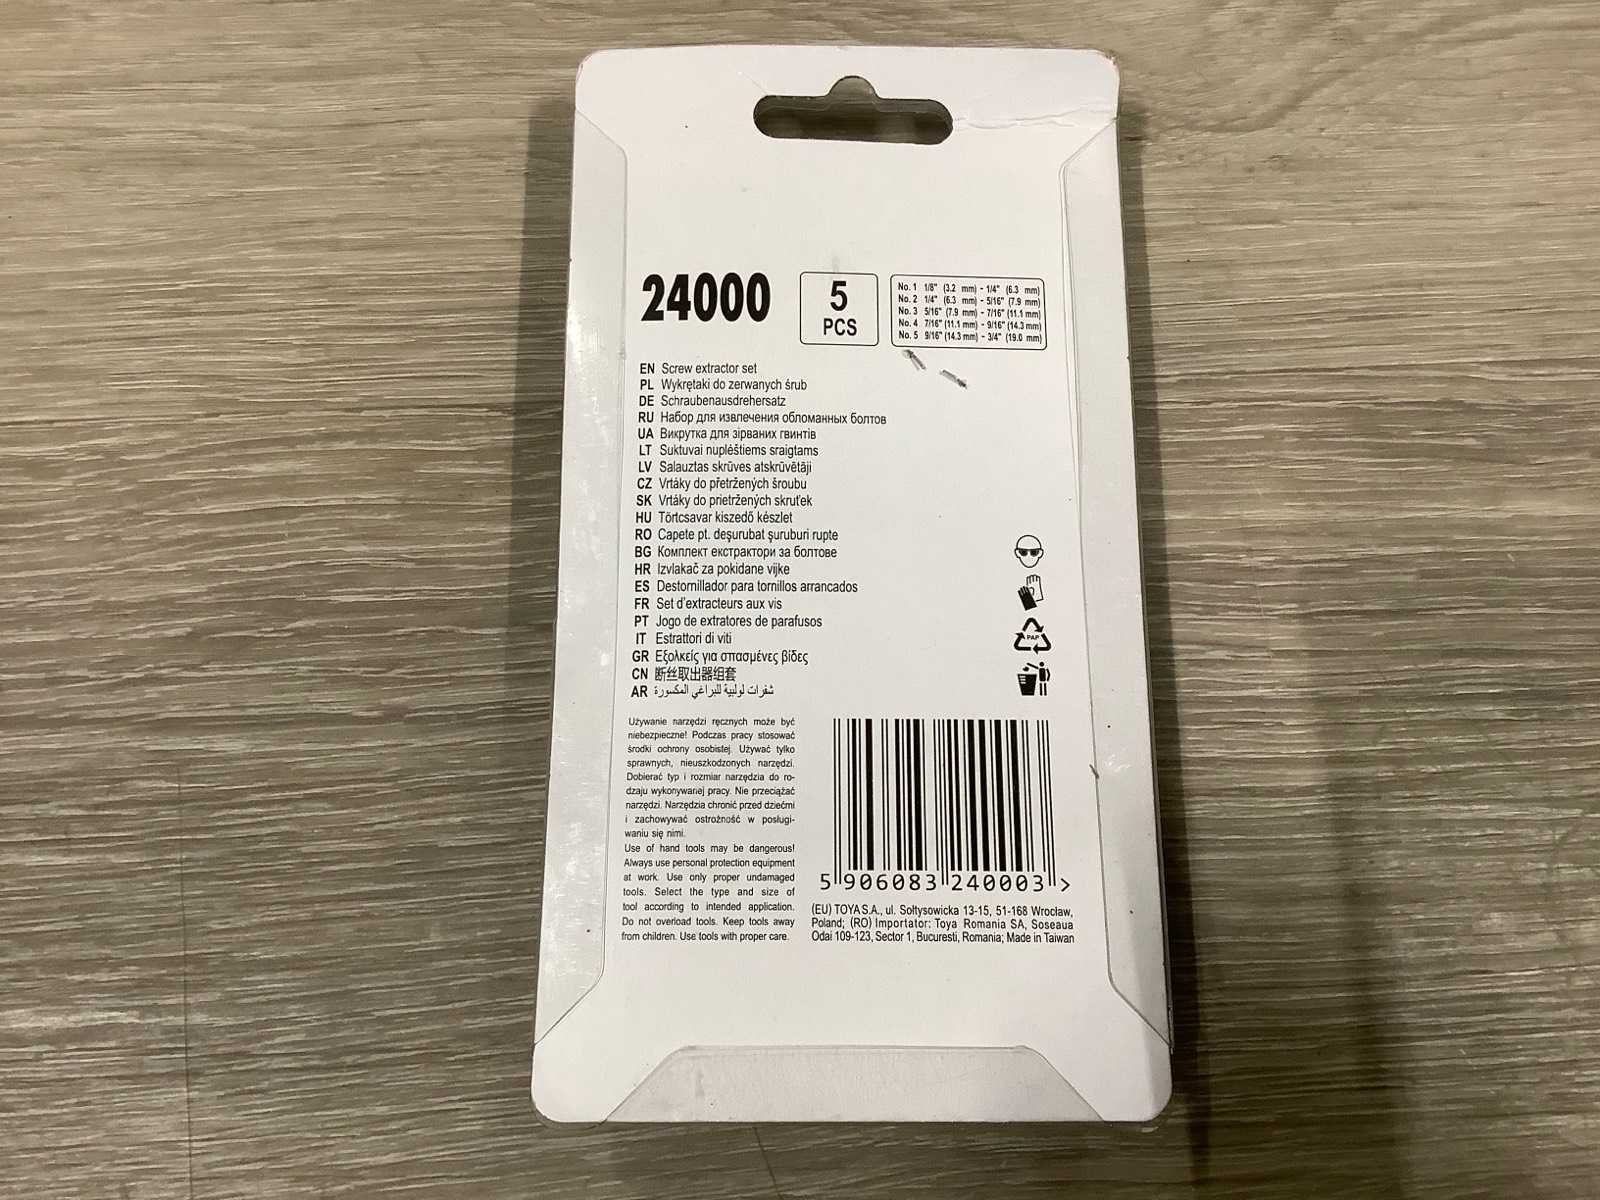 24000
5
PCS
No. 1 1/8" (3.2 mm) - 1/4" (6.3 mm)
No. 2 1/4" (6.3 mm) - 5/16" (7.9 mm)
No. 3 5/16" (7.9 mm) - 7/16" (11.1 mm)
No. 4 7/16" (11.1 mm) - 9/16" (14.3 mm)
No. 5 9/16" (14.3 mm) - 3/4" (19.0 mm)
EN Screw extractor set
PL Wykrętaki do zerwanych śrub
DE Schraubenausdrehersatz
RU Набор для извлечения обломанных болтов
UA Викрутка для зірваних гвинтів
LT Suktuvai nuplėštiems sraigtams
LV Salauztas skrūves atskrūvētāji
CZ Vrtáky do přetržených šroubu
SK Vrtáky do prietržených skruťek
HU Törtcsavar kiszedő készlet
RO Capete pt. deşurubat şuruburi rupte
BG Комплект екстрактори за болтове
HR Izvlakač za pokidane vijke
ES Destornillador para tornillos arrancados
FR Set d'extracteurs aux vis
PT Jogo de extratores de parafusos
IT Estrattori di viti
GR Εξολκείς για σπασμένες βίδες
CN 断丝取出器组套
AR شفرات لولبية للبراغي المكسورة
PAP
Używanie narzędzi ręcznych może być
niebezpieczne! Podczas pracy stosować
środki ochrony osobistej. Używać tylko
sprawnych, nieuszkodzonych narzędzi.
Dobierać typ i rozmiar narzędzia do ro-
dzaju wykonywanej pracy. Nie przeciążać
narzędzi. Narzędzia chronić przed dziećmi
i zachowywać ostrożność w posługi-
waniu się nimi.
Use of hand tools may be dangerous!
Always use personal protection equipment
at work. Use only proper undamaged
tools. Select the type and size of
tool according to intended application.
Do not overload tools. Keep tools away
from children. Use tools with proper care.
5 906083 240003 >
(EU) TOYA S.A., ul. Sołtysowicka 13-15, 51-168 Wrocław,
Poland; (RO) Importator: Toya Romania SA, Soseaua
Odai 109-123, Sector 1, Bucuresti, Romania; Made in Taiwan